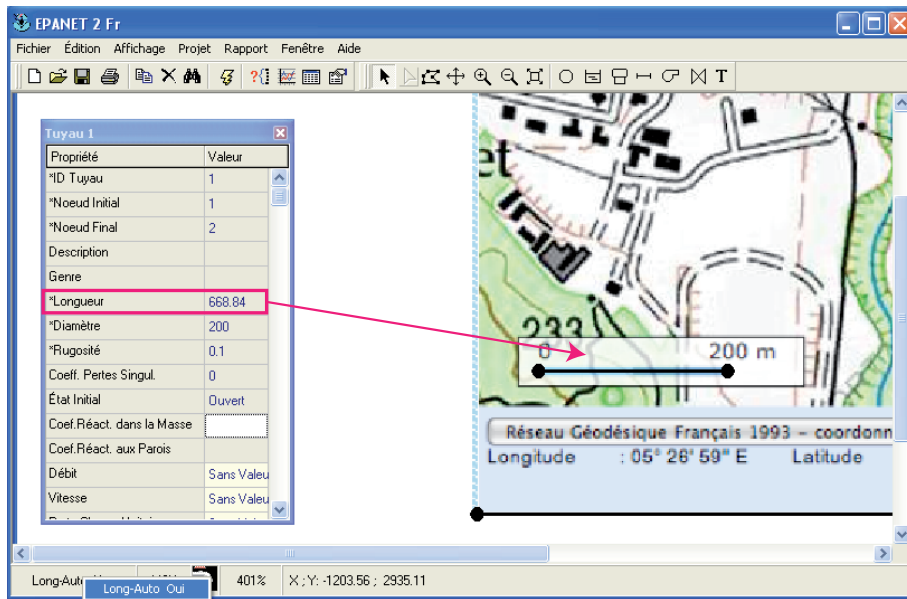 EPANET 2 Fr
Fichier Édition Affichage Projet Rapport Fenêtre Aide
T
Tuyau 1
Propriété Valeur
*ID Tuyau 1
*Noeud Initial 1
*Noeud Final 2
Description
Genre
*Longueur 668.84
*Diamètre 200
*Rugosité 0.1
Coeff. Pertes Singul. 0
État Initial Ouvert
Coef.Réact. dans la Masse
Coef.Réact. aux Parois
Débit Sans Valeu
Vitesse Sans Valeu
et
233
0 200 m
Réseau Géodésique Français 1993 - coordonn
Longitude : 05° 26' 59" E Latitude
Long-Aut 401% X ; Y: -1203.56 ; 2935.11
Long-Auto Oui